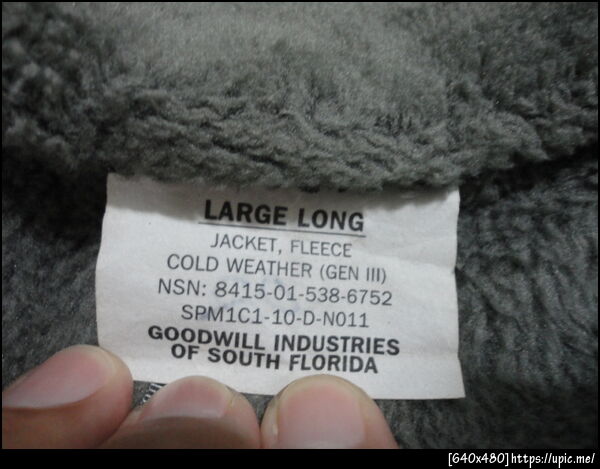 LARGE LONG
JACKET, FLEECE
COLD WEATHER (GEN III)
NSN: 8415-01-538-6752
SPM1C1-10-D-N011
GOODWILL INDUSTRIES
OF SOUTH FLORIDA
[640x480]https://upic.me/